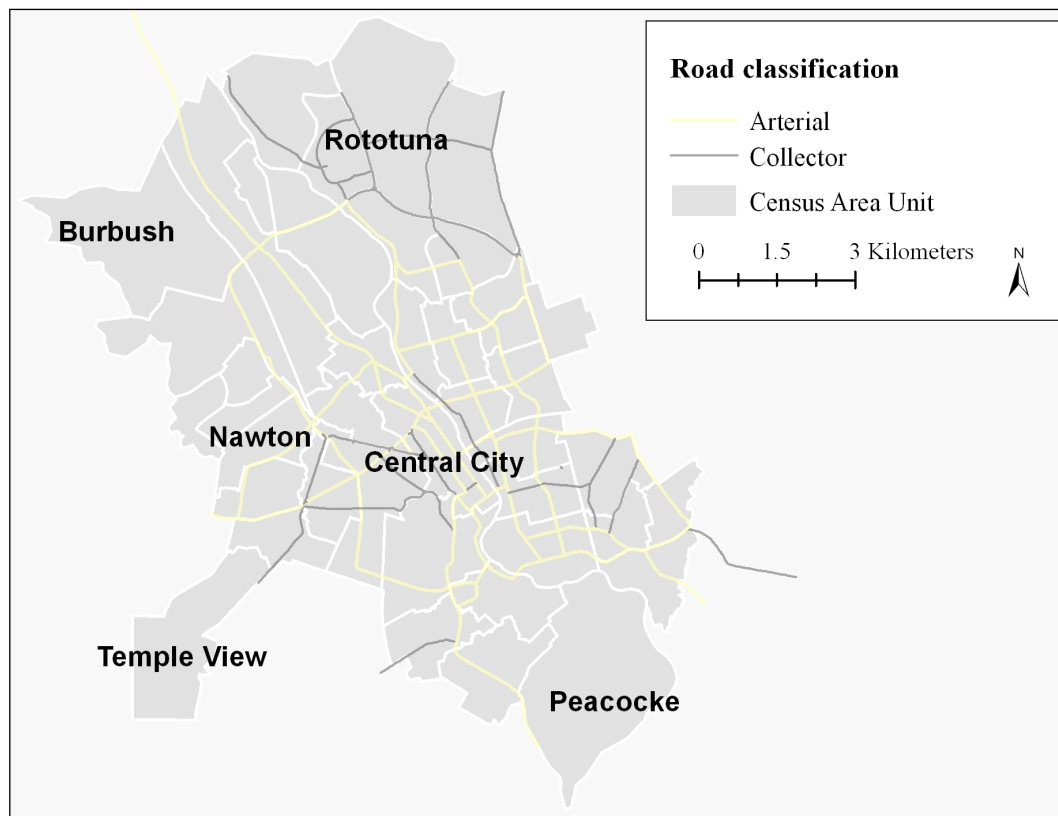 Road classification
Arterial
Collector
Census Area Unit
0 1.5 3 Kilometers
N
Rototuna
Burbush
Nawton
Central City
Temple View
Peacocke